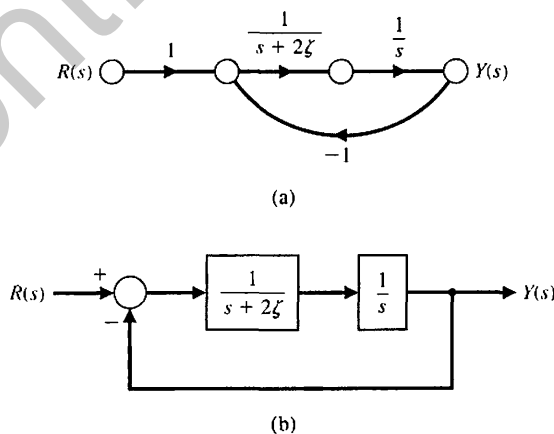 1
1/(s + 2ζ)
1/s
R(s)
Y(s)
−1
(a)
R(s)
+
−
1/(s + 2ζ)
1/s
Y(s)
(b)